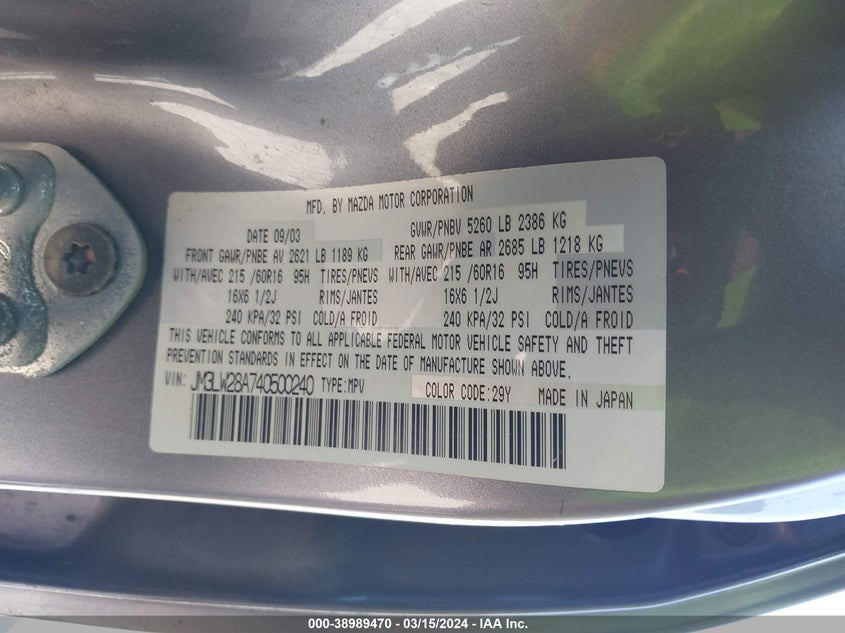 MFD. BY MAZDA MOTOR CORPORATION
DATE 09/03 GVWR/PNBV 5260 LB 2386 KG
FRONT GAWR/PNBE AV 2621 LB 1189 KG REAR GAWR/PNBE AR 2685 LB 1218 KG
WITH/AVEC 215 /60R16 95H TIRES/PNEVS WITH/AVEC 215 /60R16 95H TIRES/PNEVS
16X6 1/2J RIMS/JANTES 16X6 1/2J RIMS/JANTES
240 KPA/32 PSI COLD/A FROID 240 KPA/32 PSI COLD/A FROID
THIS VEHICLE CONFORMS TO ALL APPLICABLE FEDERAL MOTOR VEHICLE SAFETY AND THEFT
PREVENTION STANDARDS IN EFFECT ON THE DATE OF MANUFACTURE SHOWN ABOVE.
VIN: JM3LW28A740500240 TYPE:MPV COLOR CODE:29Y MADE IN JAPAN
000-38989470 - 03/15/2024 - IAA Inc.